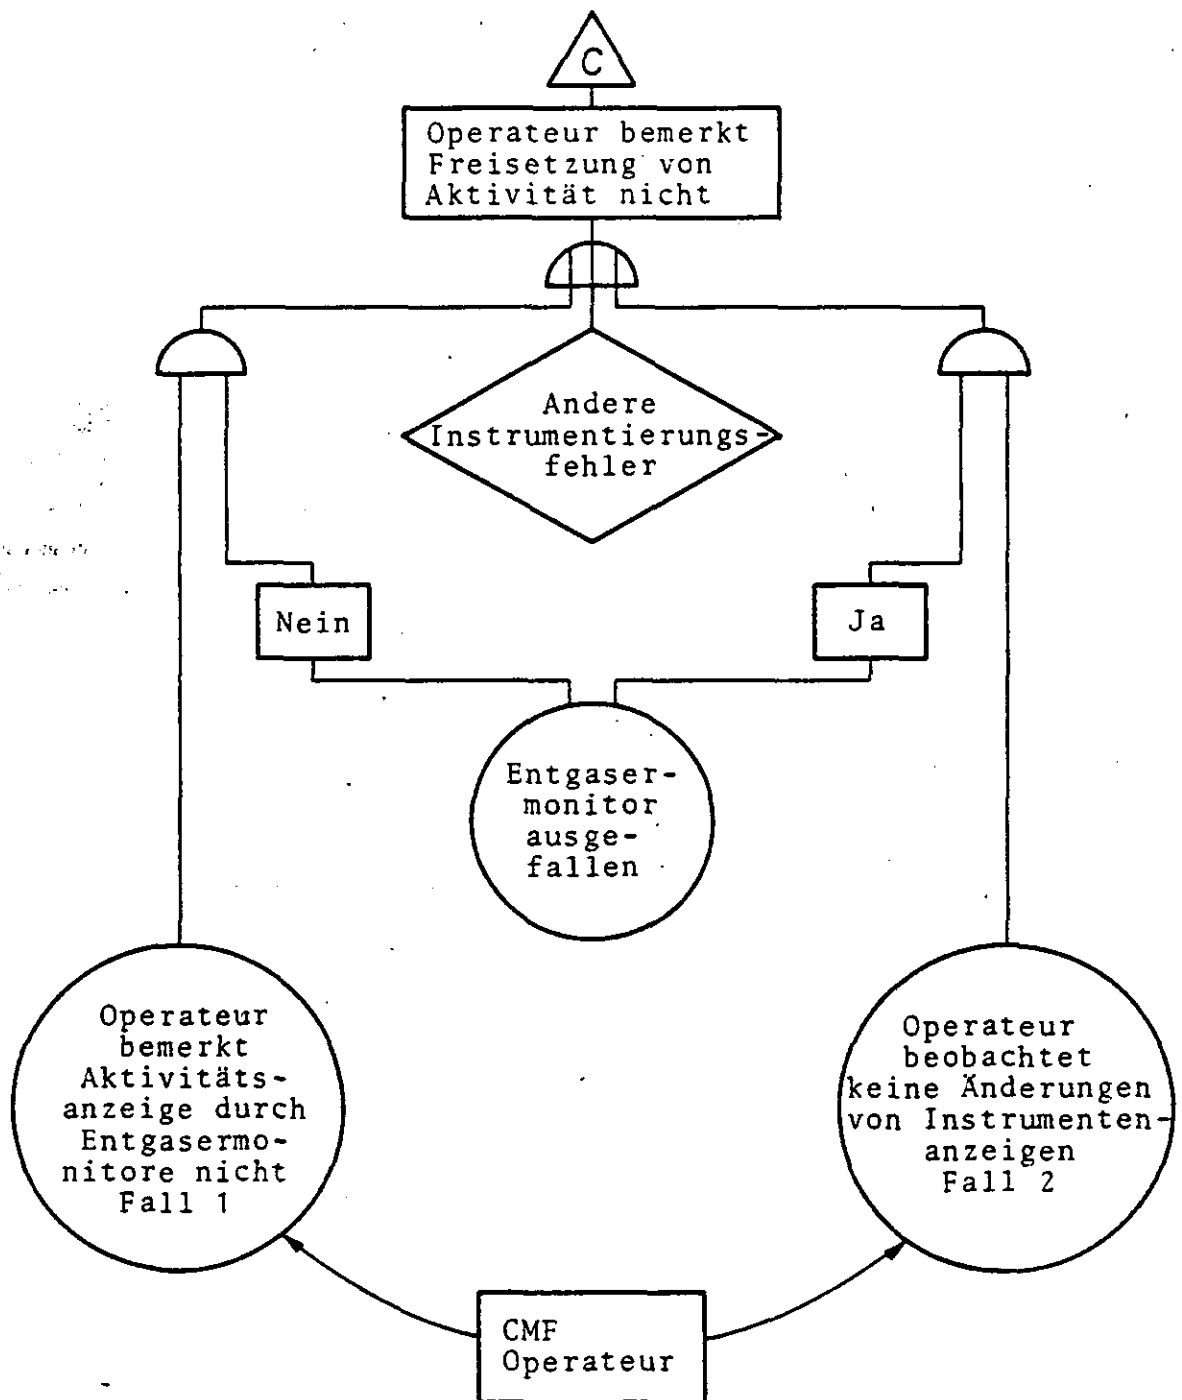 C
Operateur bemerkt
Freisetzung von
Aktivität nicht
Andere
Instrumentierungs-
fehler
Nein
Ja
Entgaser-
monitor
ausge-
fallen
Operateur
bemerkt
Aktivitäts-
anzeige durch
Entgasermo-
nitore nicht
Fall 1
Operateur
beobachtet
keine Änderungen
von Instrumenten-
anzeigen
Fall 2
CMF
Operateur